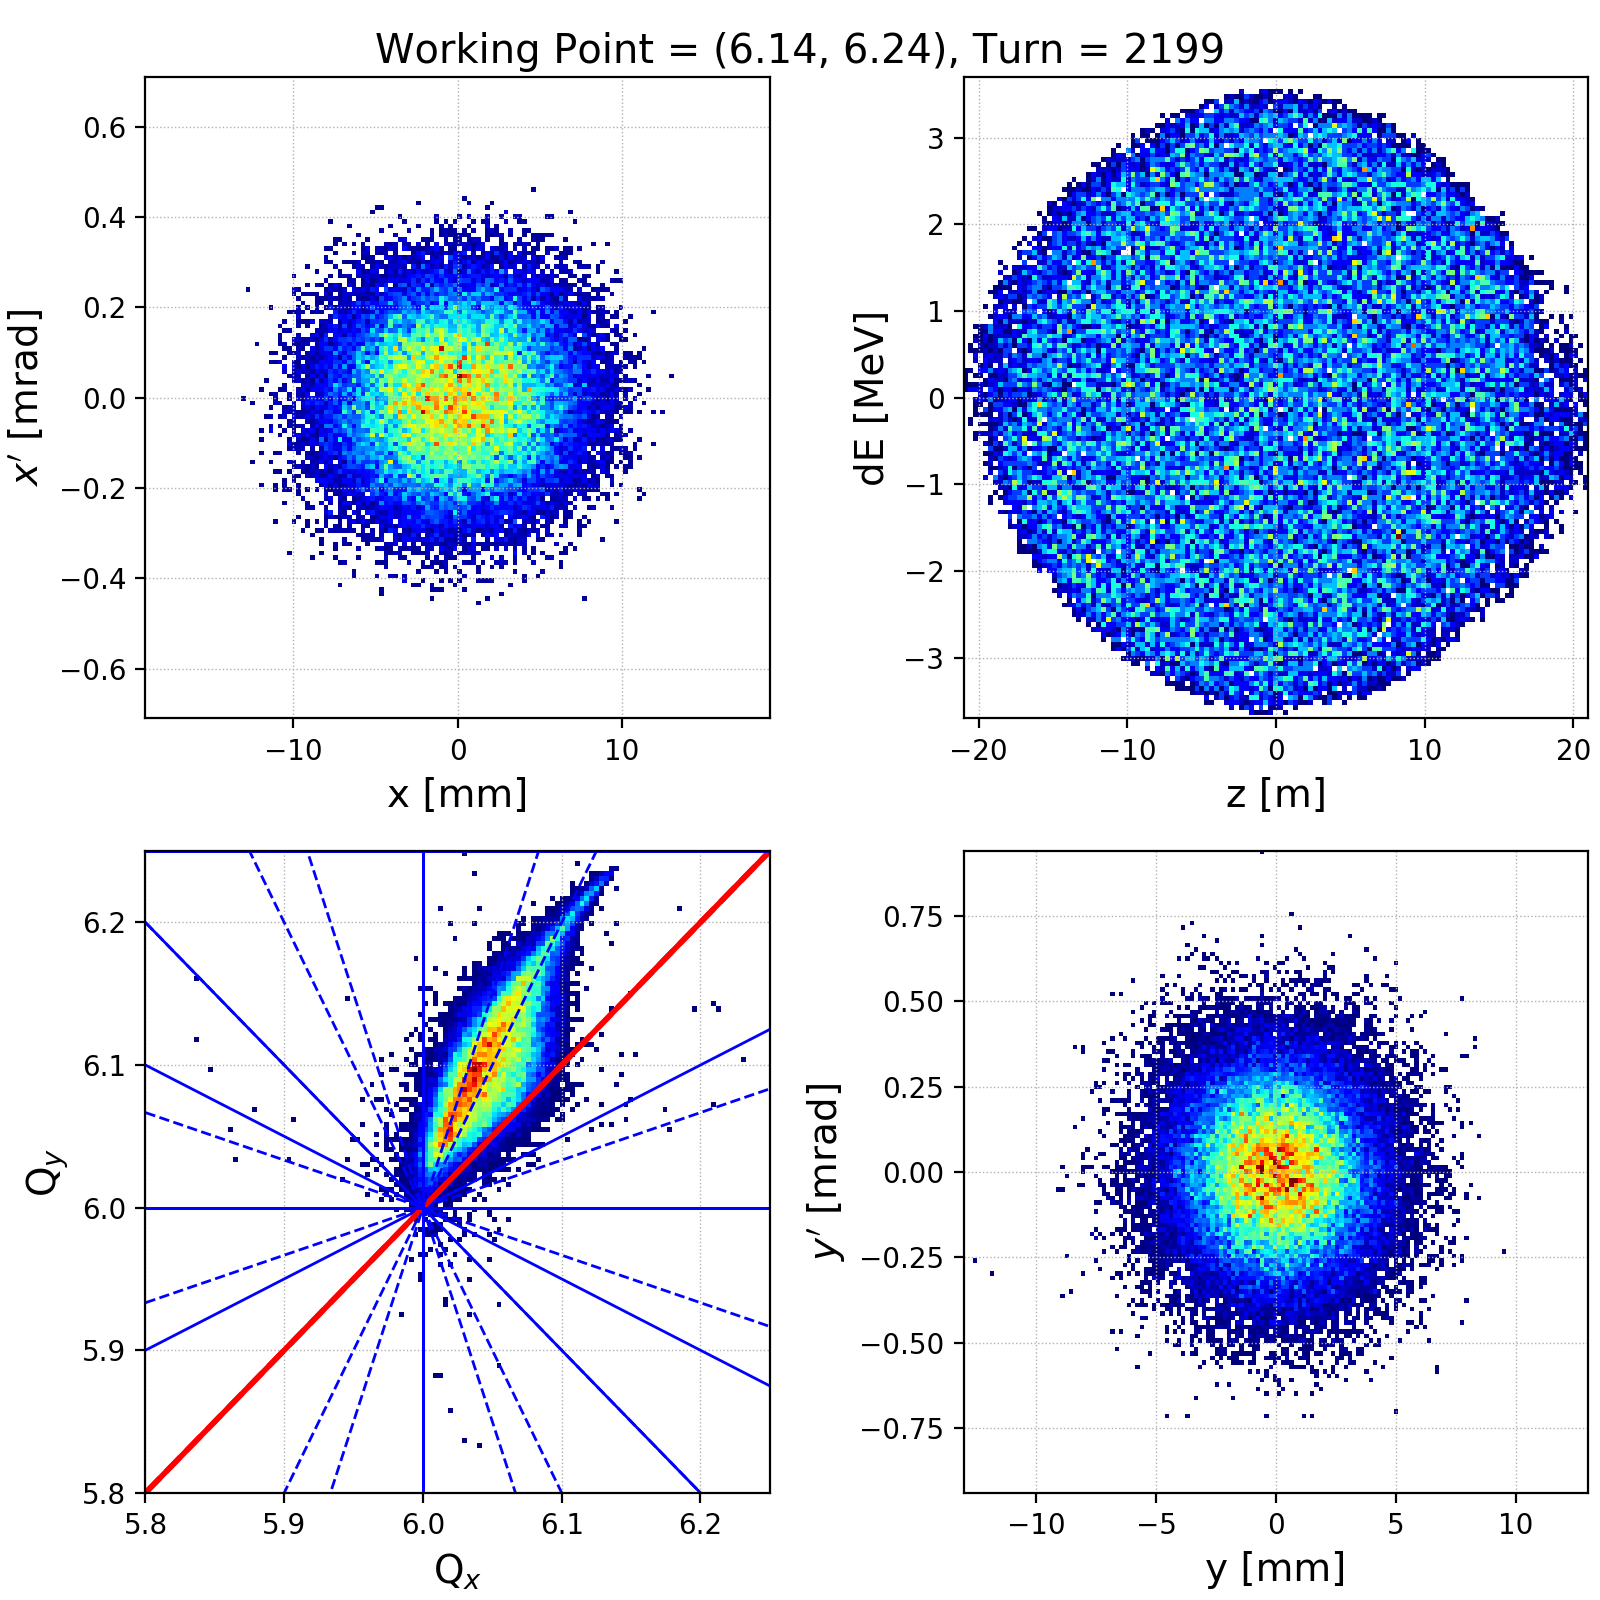 Working Point = (6.14, 6.24), Turn = 2199
0.6
0.4
0.2
0.0
−0.2
−0.4
−0.6
x′ [mrad]
−10 0 10
x [mm]
3
2
1
0
−1
−2
−3
dE [MeV]
−20 −10 0 10 20
z [m]
6.2
6.1
6.0
5.9
5.8
Qy
5.8 5.9 6.0 6.1 6.2
Qx
0.75
0.50
0.25
0.00
−0.25
−0.50
−0.75
y′ [mrad]
−10 −5 0 5 10
y [mm]